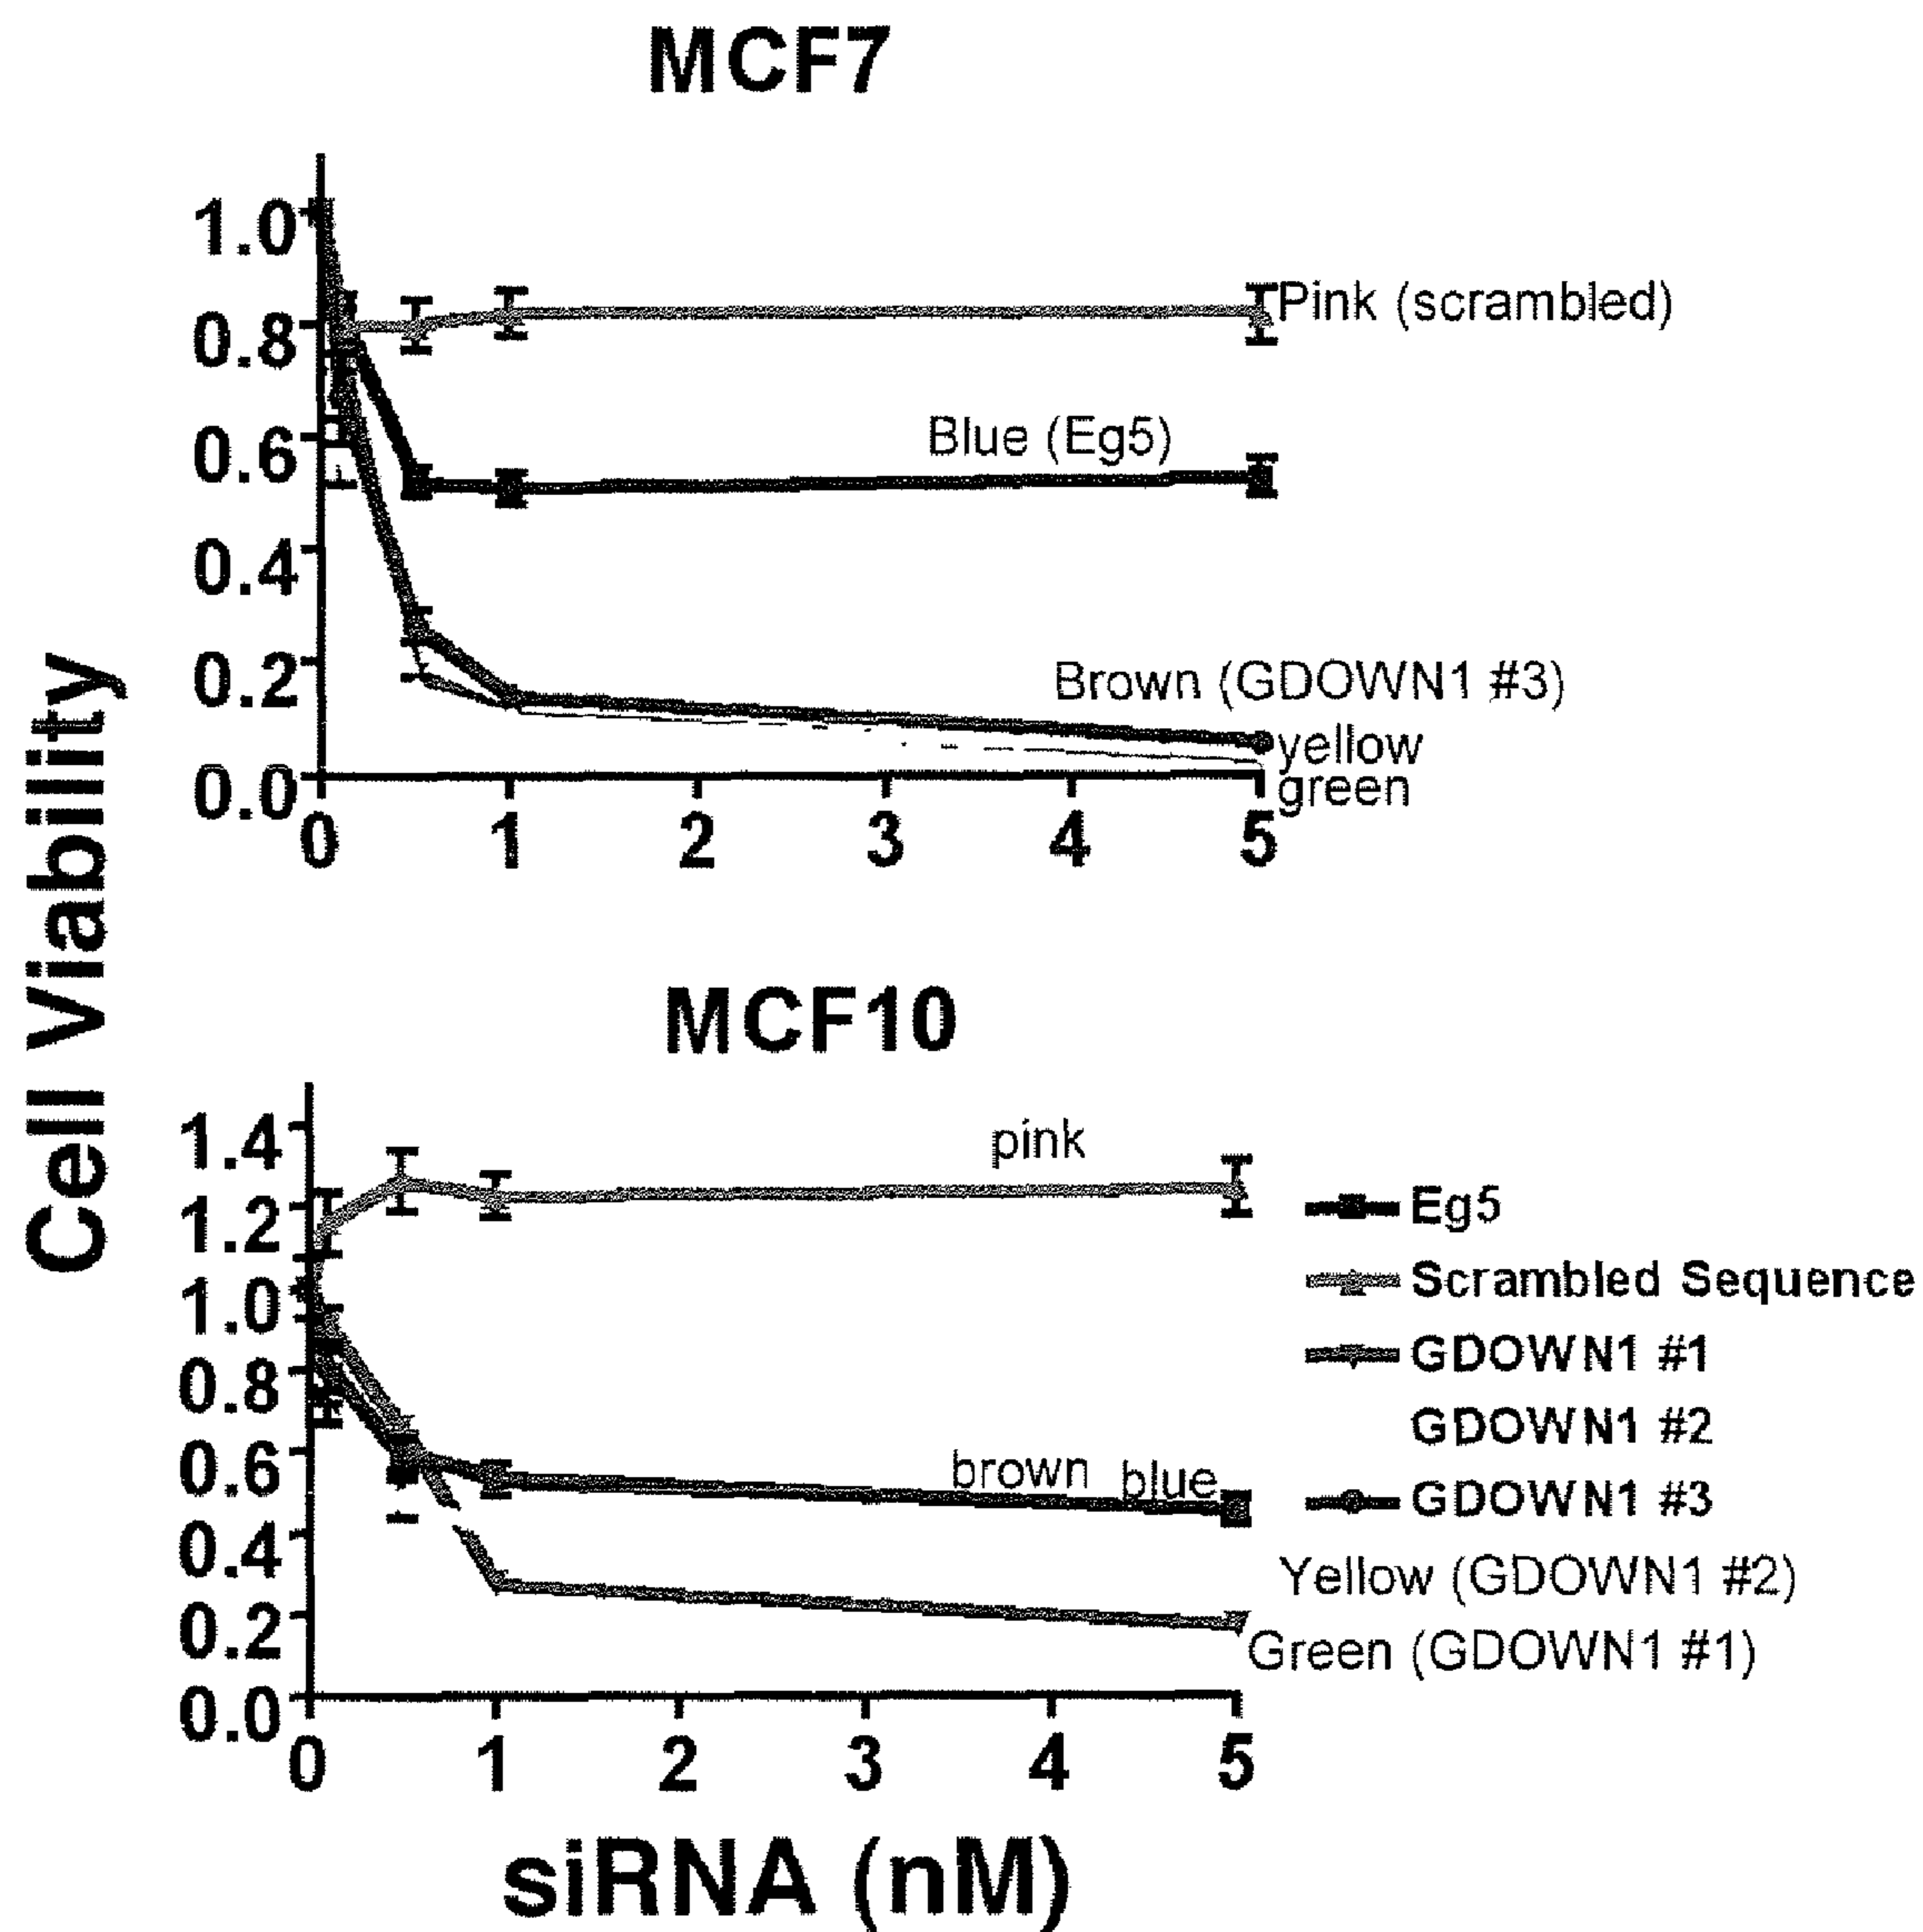 MCF7
1.0
0.8
0.6
0.4
0.2
0.0
0 1 2 3 4 5
Pink (scrambled)
Blue (Eg5)
Brown (GDOWN1 #3)
yellow
green
Cell Viability
MCF10
1.4
1.2
1.0
0.8
0.6
0.4
0.2
0.0
0 1 2 3 4 5
pink
brown blue
Eg5
Scrambled Sequence
GDOWN1 #1
GDOWN1 #2
GDOWN1 #3
Yellow (GDOWN1 #2)
Green (GDOWN1 #1)
siRNA (nM)